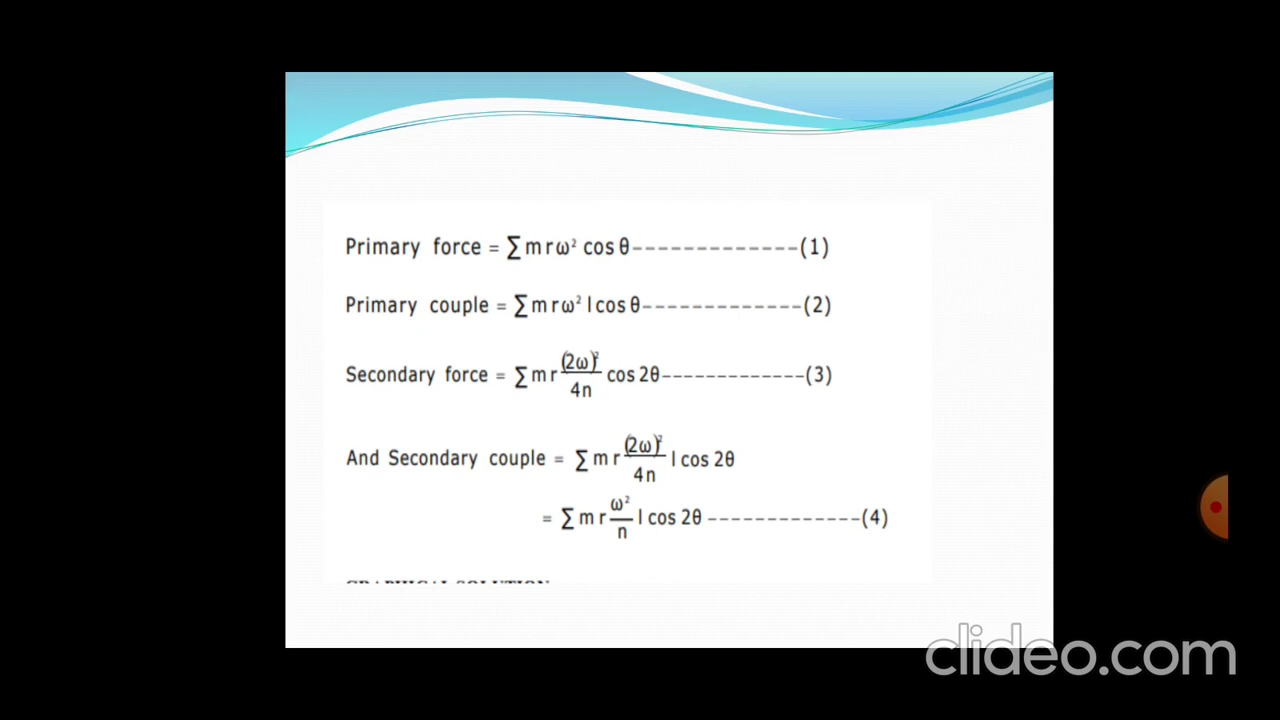 Primary force = ∑ m r ω² cos θ-------------(1)
Primary couple = ∑ m r ω² l cos θ-------------(2)
Secondary force = ∑ m r (2ω)²/4n cos 2θ-------------(3)
And Secondary couple = ∑ m r (2ω)²/4n l cos 2θ
= ∑ m r ω²/n l cos 2θ -------------(4)
GRAPHICAL SOLUTION
clideo.com